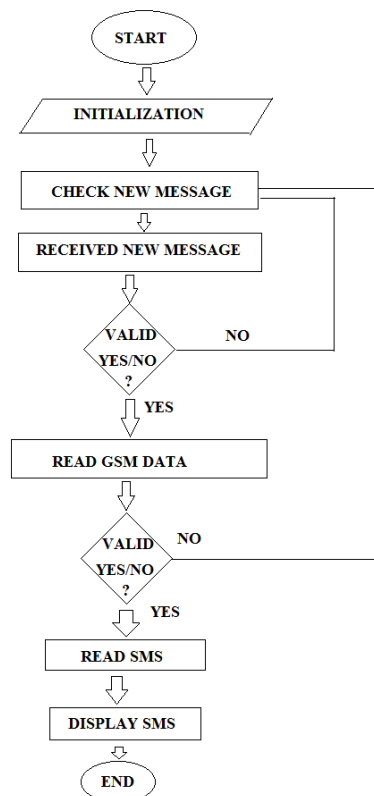 START
INITIALIZATION
CHECK NEW MESSAGE
RECEIVED NEW MESSAGE
VALID
YES/NO
?
NO
YES
READ GSM DATA
VALID
YES/NO
?
NO
YES
READ SMS
DISPLAY SMS
END